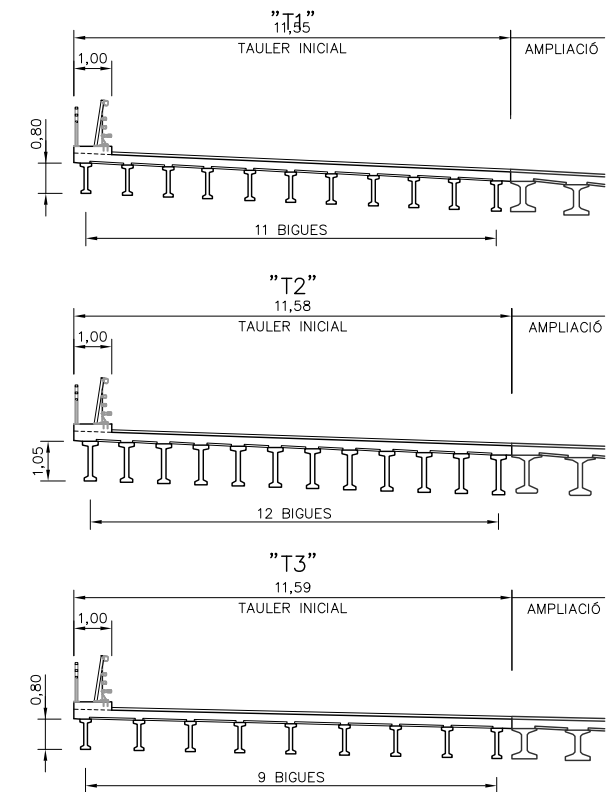 "T1"
11,55
TAULER INICIAL
AMPLIACIÓ
1,00
0,80
11 BIGUES
"T2"
11,58
TAULER INICIAL
AMPLIACIÓ
1,00
1,05
12 BIGUES
"T3"
11,59
TAULER INICIAL
AMPLIACIÓ
1,00
0,80
9 BIGUES